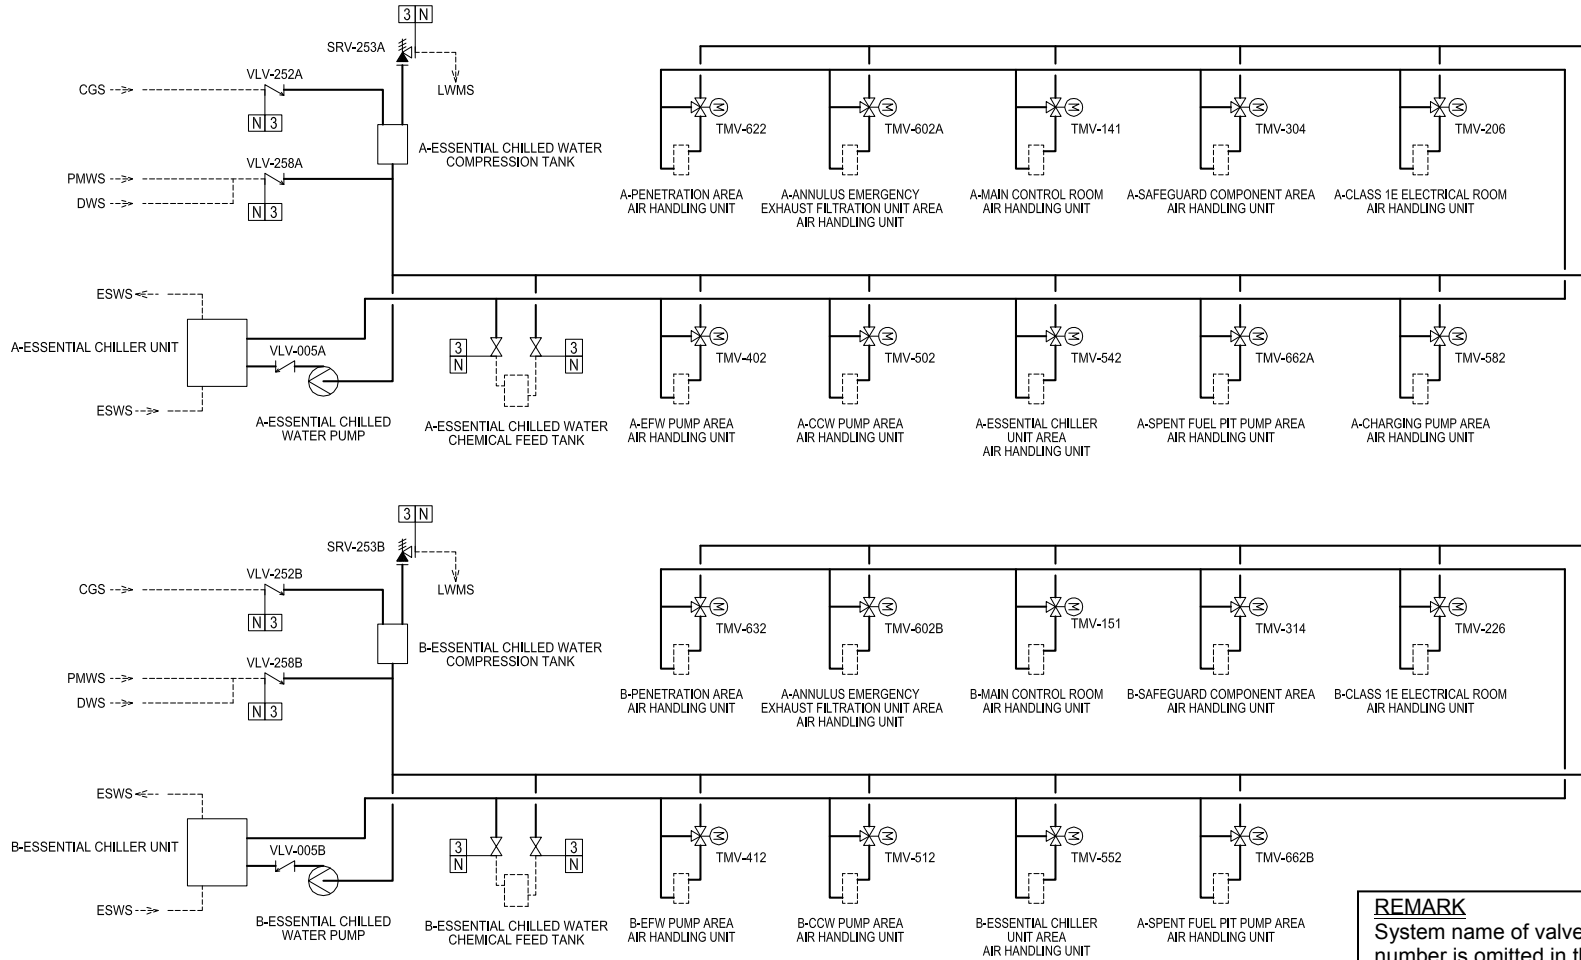 3 N
SRV-253A
VLV-252A
CGS
LWMS
N 3
A-ESSENTIAL CHILLED WATER
COMPRESSION TANK
VLV-258A
PMWS
DWS
N 3
TMV-622
TMV-602A
TMV-141
TMV-304
TMV-206
A-PENETRATION AREA
AIR HANDLING UNIT
A-ANNULUS EMERGENCY
EXHAUST FILTRATION UNIT AREA
AIR HANDLING UNIT
A-MAIN CONTROL ROOM
AIR HANDLING UNIT
A-SAFEGUARD COMPONENT AREA
AIR HANDLING UNIT
A-CLASS 1E ELECTRICAL ROOM
AIR HANDLING UNIT
M
M
M
M
M
ESWS
A-ESSENTIAL CHILLER UNIT
VLV-005A
ESWS
A-ESSENTIAL CHILLED
WATER PUMP
3
N
3
N
A-ESSENTIAL CHILLED WATER
CHEMICAL FEED TANK
M
M
M
M
M
TMV-402
TMV-502
TMV-542
TMV-662A
TMV-582
A-EFW PUMP AREA
AIR HANDLING UNIT
A-CCW PUMP AREA
AIR HANDLING UNIT
A-ESSENTIAL CHILLER
UNIT AREA
AIR HANDLING UNIT
A-SPENT FUEL PIT PUMP AREA
AIR HANDLING UNIT
A-CHARGING PUMP AREA
AIR HANDLING UNIT
3 N
SRV-253B
VLV-252B
CGS
LWMS
N 3
B-ESSENTIAL CHILLED WATER
COMPRESSION TANK
VLV-258B
PMWS
DWS
N 3
M
M
M
M
M
TMV-632
TMV-602B
TMV-151
TMV-314
TMV-226
B-PENETRATION AREA
AIR HANDLING UNIT
A-ANNULUS EMERGENCY
EXHAUST FILTRATION UNIT AREA
AIR HANDLING UNIT
B-MAIN CONTROL ROOM
AIR HANDLING UNIT
B-SAFEGUARD COMPONENT AREA
AIR HANDLING UNIT
B-CLASS 1E ELECTRICAL ROOM
AIR HANDLING UNIT
ESWS
B-ESSENTIAL CHILLER UNIT
VLV-005B
ESWS
B-ESSENTIAL CHILLED
WATER PUMP
3
N
3
N
B-ESSENTIAL CHILLED WATER
CHEMICAL FEED TANK
M
M
M
M
TMV-412
TMV-512
TMV-552
TMV-662B
B-EFW PUMP AREA
AIR HANDLING UNIT
B-CCW PUMP AREA
AIR HANDLING UNIT
B-ESSENTIAL CHILLER
UNIT AREA
AIR HANDLING UNIT
A-SPENT FUEL PIT PUMP AREA
AIR HANDLING UNIT
REMARK
System name of valve
number is omitted in th